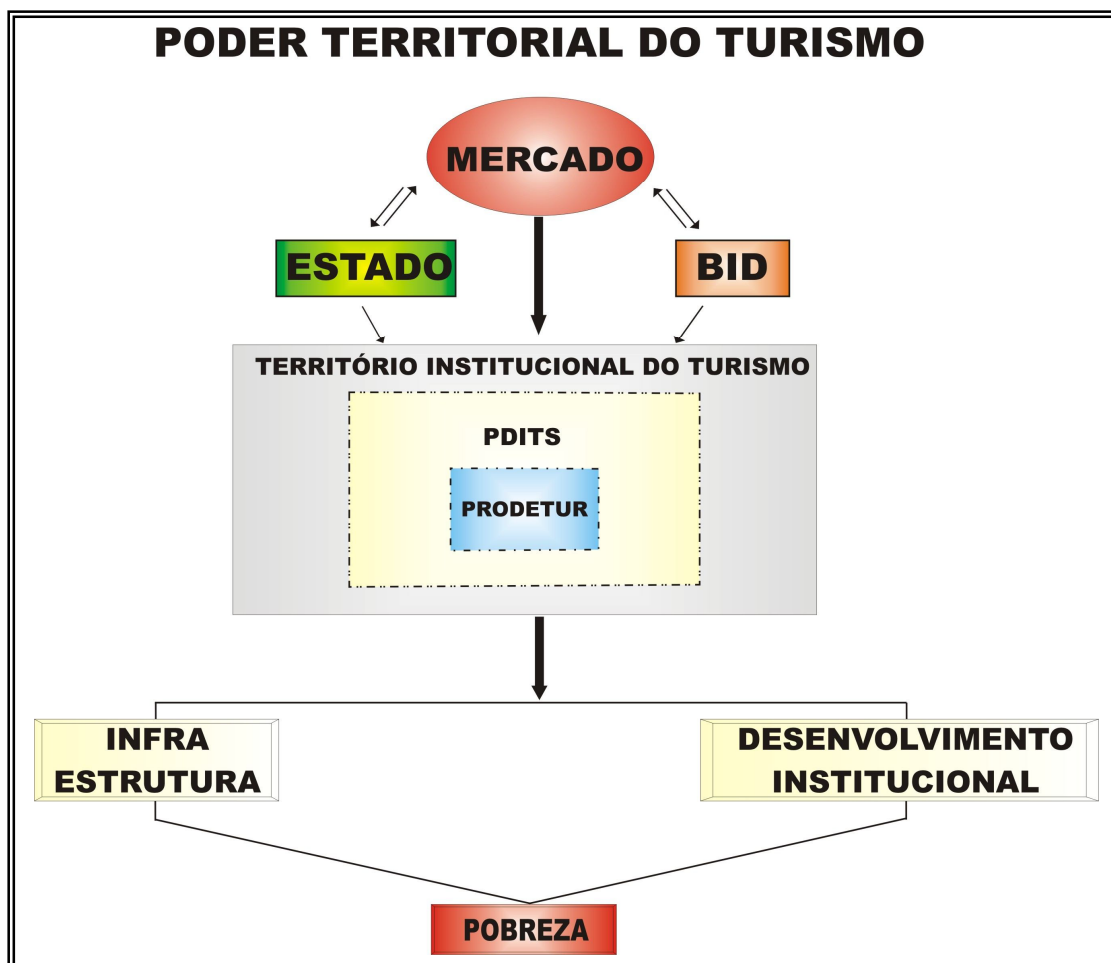 PODER TERRITORIAL DO TURISMO
MERCADO
ESTADO
BID
TERRITÓRIO INSTITUCIONAL DO TURISMO
PDITS
PRODETUR
INFRA
ESTRUTURA
DESENVOLVIMENTO
INSTITUCIONAL
POBREZA